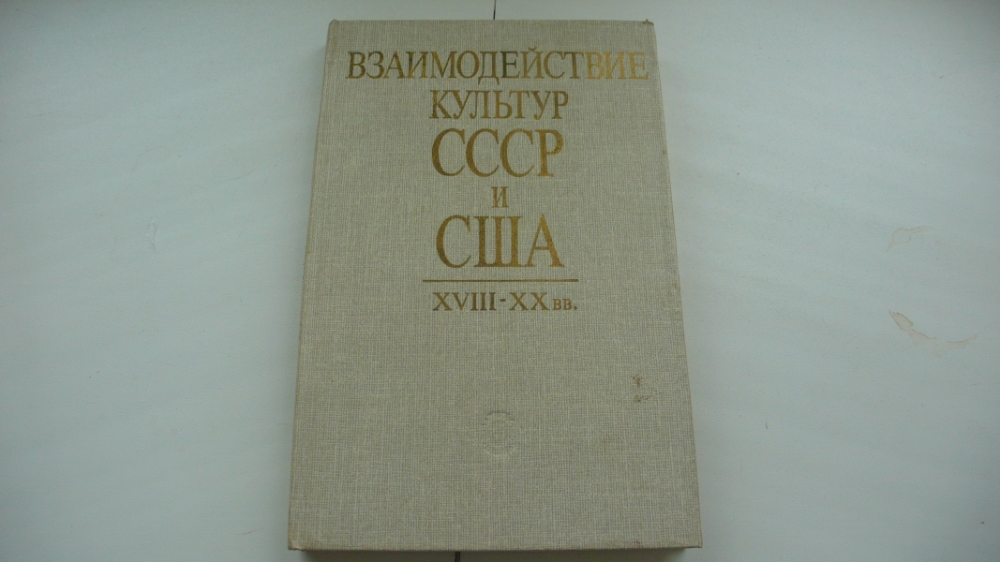 ВЗАИМОДЕЙСТВИЕ
КУЛЬТУР
СССР
И
США
XVIII-XX вв.